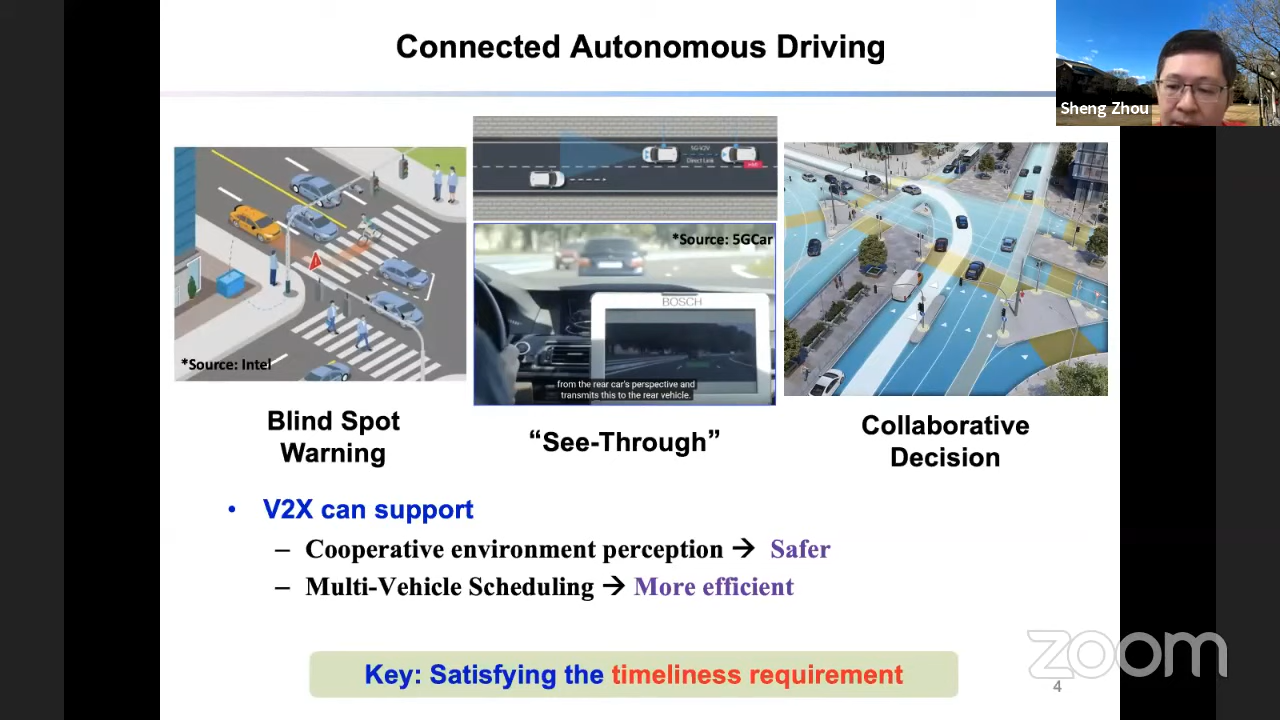 Connected Autonomous Driving
Sheng Zhou
Direct Link
*Source: Intel
*Source: 5GCar
BOSCH
from the rear car's perspective and
transmits this to the rear vehicle.
Blind Spot
Warning
“See-Through”
Collaborative
Decision
• V2X can support
– Cooperative environment perception → Safer
– Multi-Vehicle Scheduling → More efficient
Key: Satisfying the timeliness requirement
zoom
4